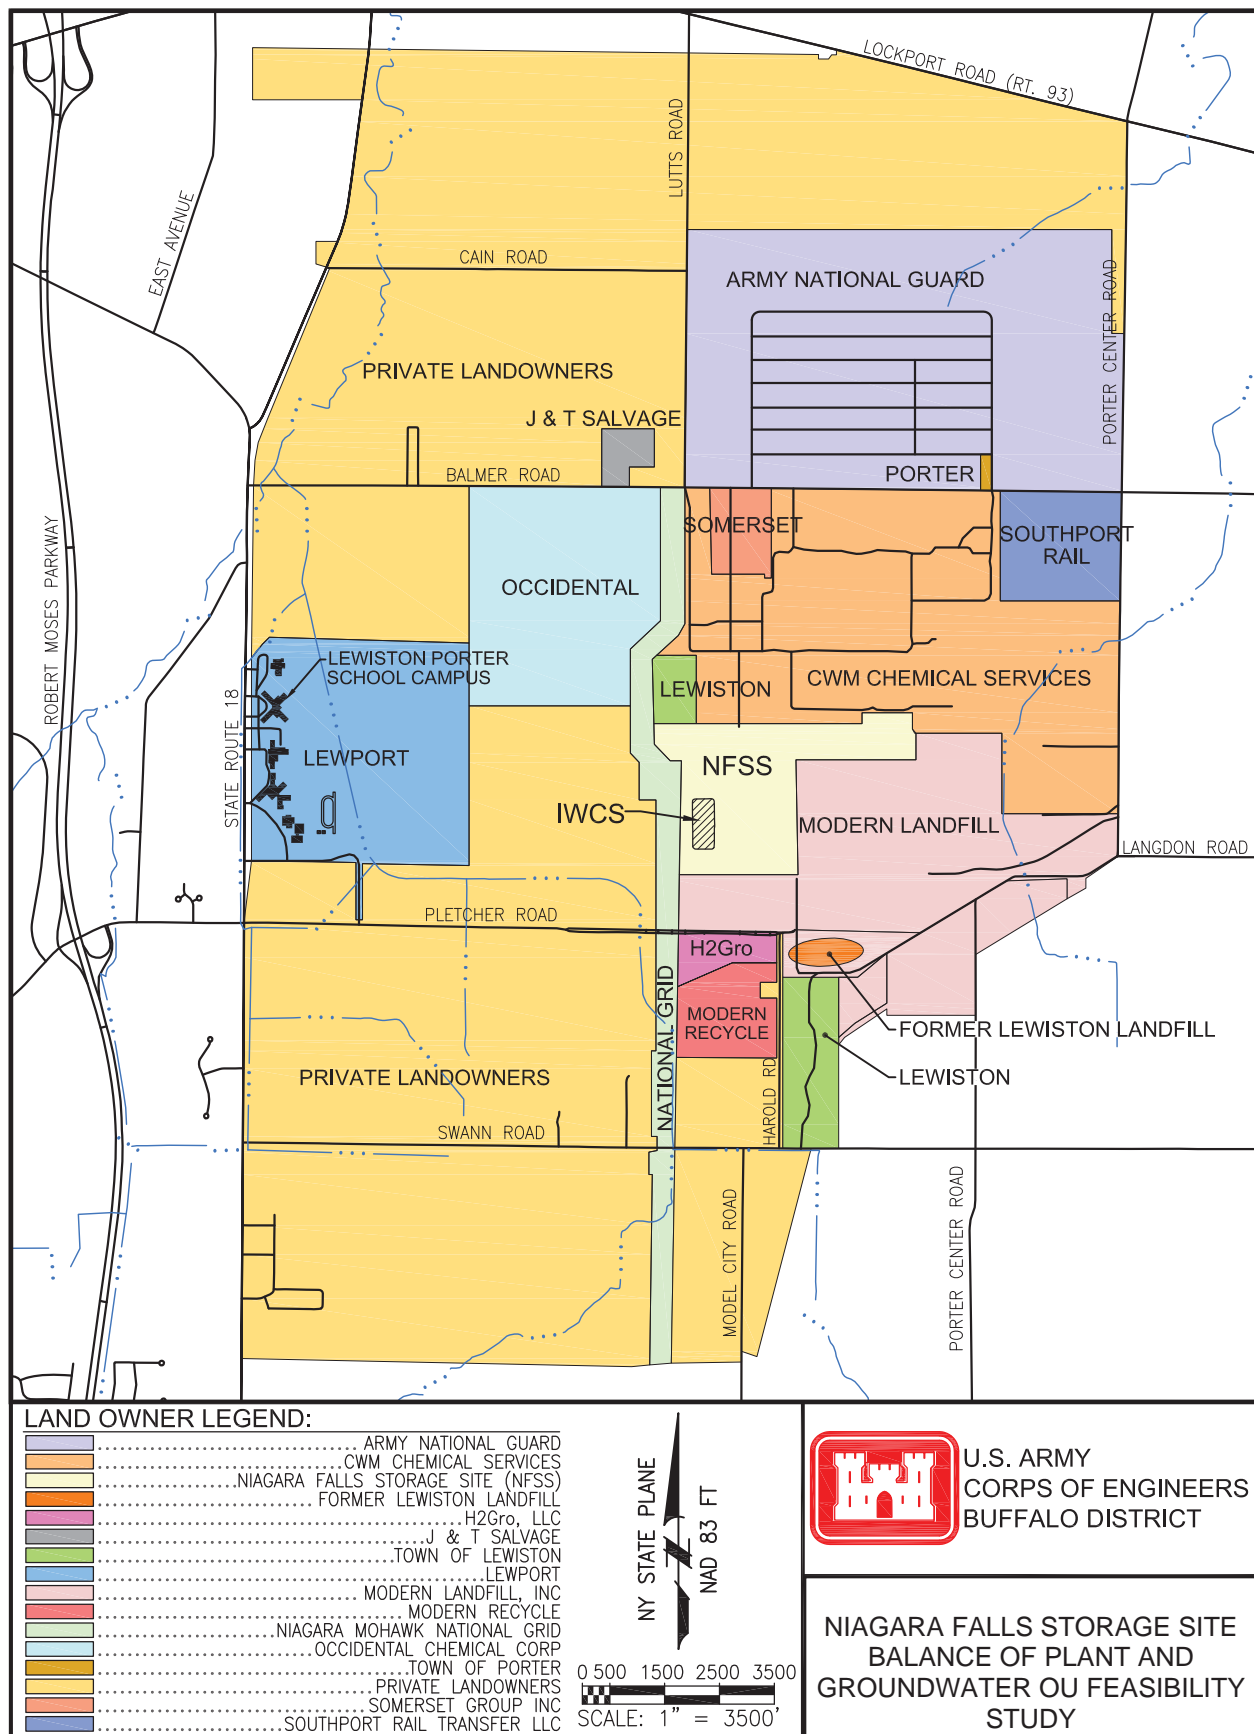 LOCKPORT ROAD (RT. 93)
LUTTS ROAD
EAST AVENUE
CAIN ROAD
ARMY NATIONAL GUARD
PORTER CENTER ROAD
PRIVATE LANDOWNERS
J & T SALVAGE
BALMER ROAD
PORTER
ROBERT MOSES PARKWAY
SOMERSET
SOUTHPORT
RAIL
OCCIDENTAL
LEWISTON PORTER
SCHOOL CAMPUS
LEWISTON
CWM CHEMICAL SERVICES
STATE ROUTE 18
LEWPORT
NFSS
IWCS
MODERN LANDFILL
LANGDON ROAD
PLETCHER ROAD
H2Gro
NATIONAL GRID
MODERN
RECYCLE
FORMER LEWISTON LANDFILL
LEWISTON
PRIVATE LANDOWNERS
HAROLD RD
SWANN ROAD
MODEL CITY ROAD
PORTER CENTER ROAD
LAND OWNER LEGEND:
ARMY NATIONAL GUARD
CWM CHEMICAL SERVICES
NIAGARA FALLS STORAGE SITE (NFSS)
FORMER LEWISTON LANDFILL
H2Gro, LLC
J & T SALVAGE
TOWN OF LEWISTON
LEWPORT
MODERN LANDFILL, INC
MODERN RECYCLE
NIAGARA MOHAWK NATIONAL GRID
OCCIDENTAL CHEMICAL CORP
TOWN OF PORTER
PRIVATE LANDOWNERS
SOMERSET GROUP INC
SOUTHPORT RAIL TRANSFER LLC
NY STATE PLANE
NAD 83 FT
0 500 1500 2500 3500
SCALE: 1" = 3500'
U.S. ARMY
CORPS OF ENGINEERS
BUFFALO DISTRICT
NIAGARA FALLS STORAGE SITE
BALANCE OF PLANT AND
GROUNDWATER OU FEASIBILITY
STUDY